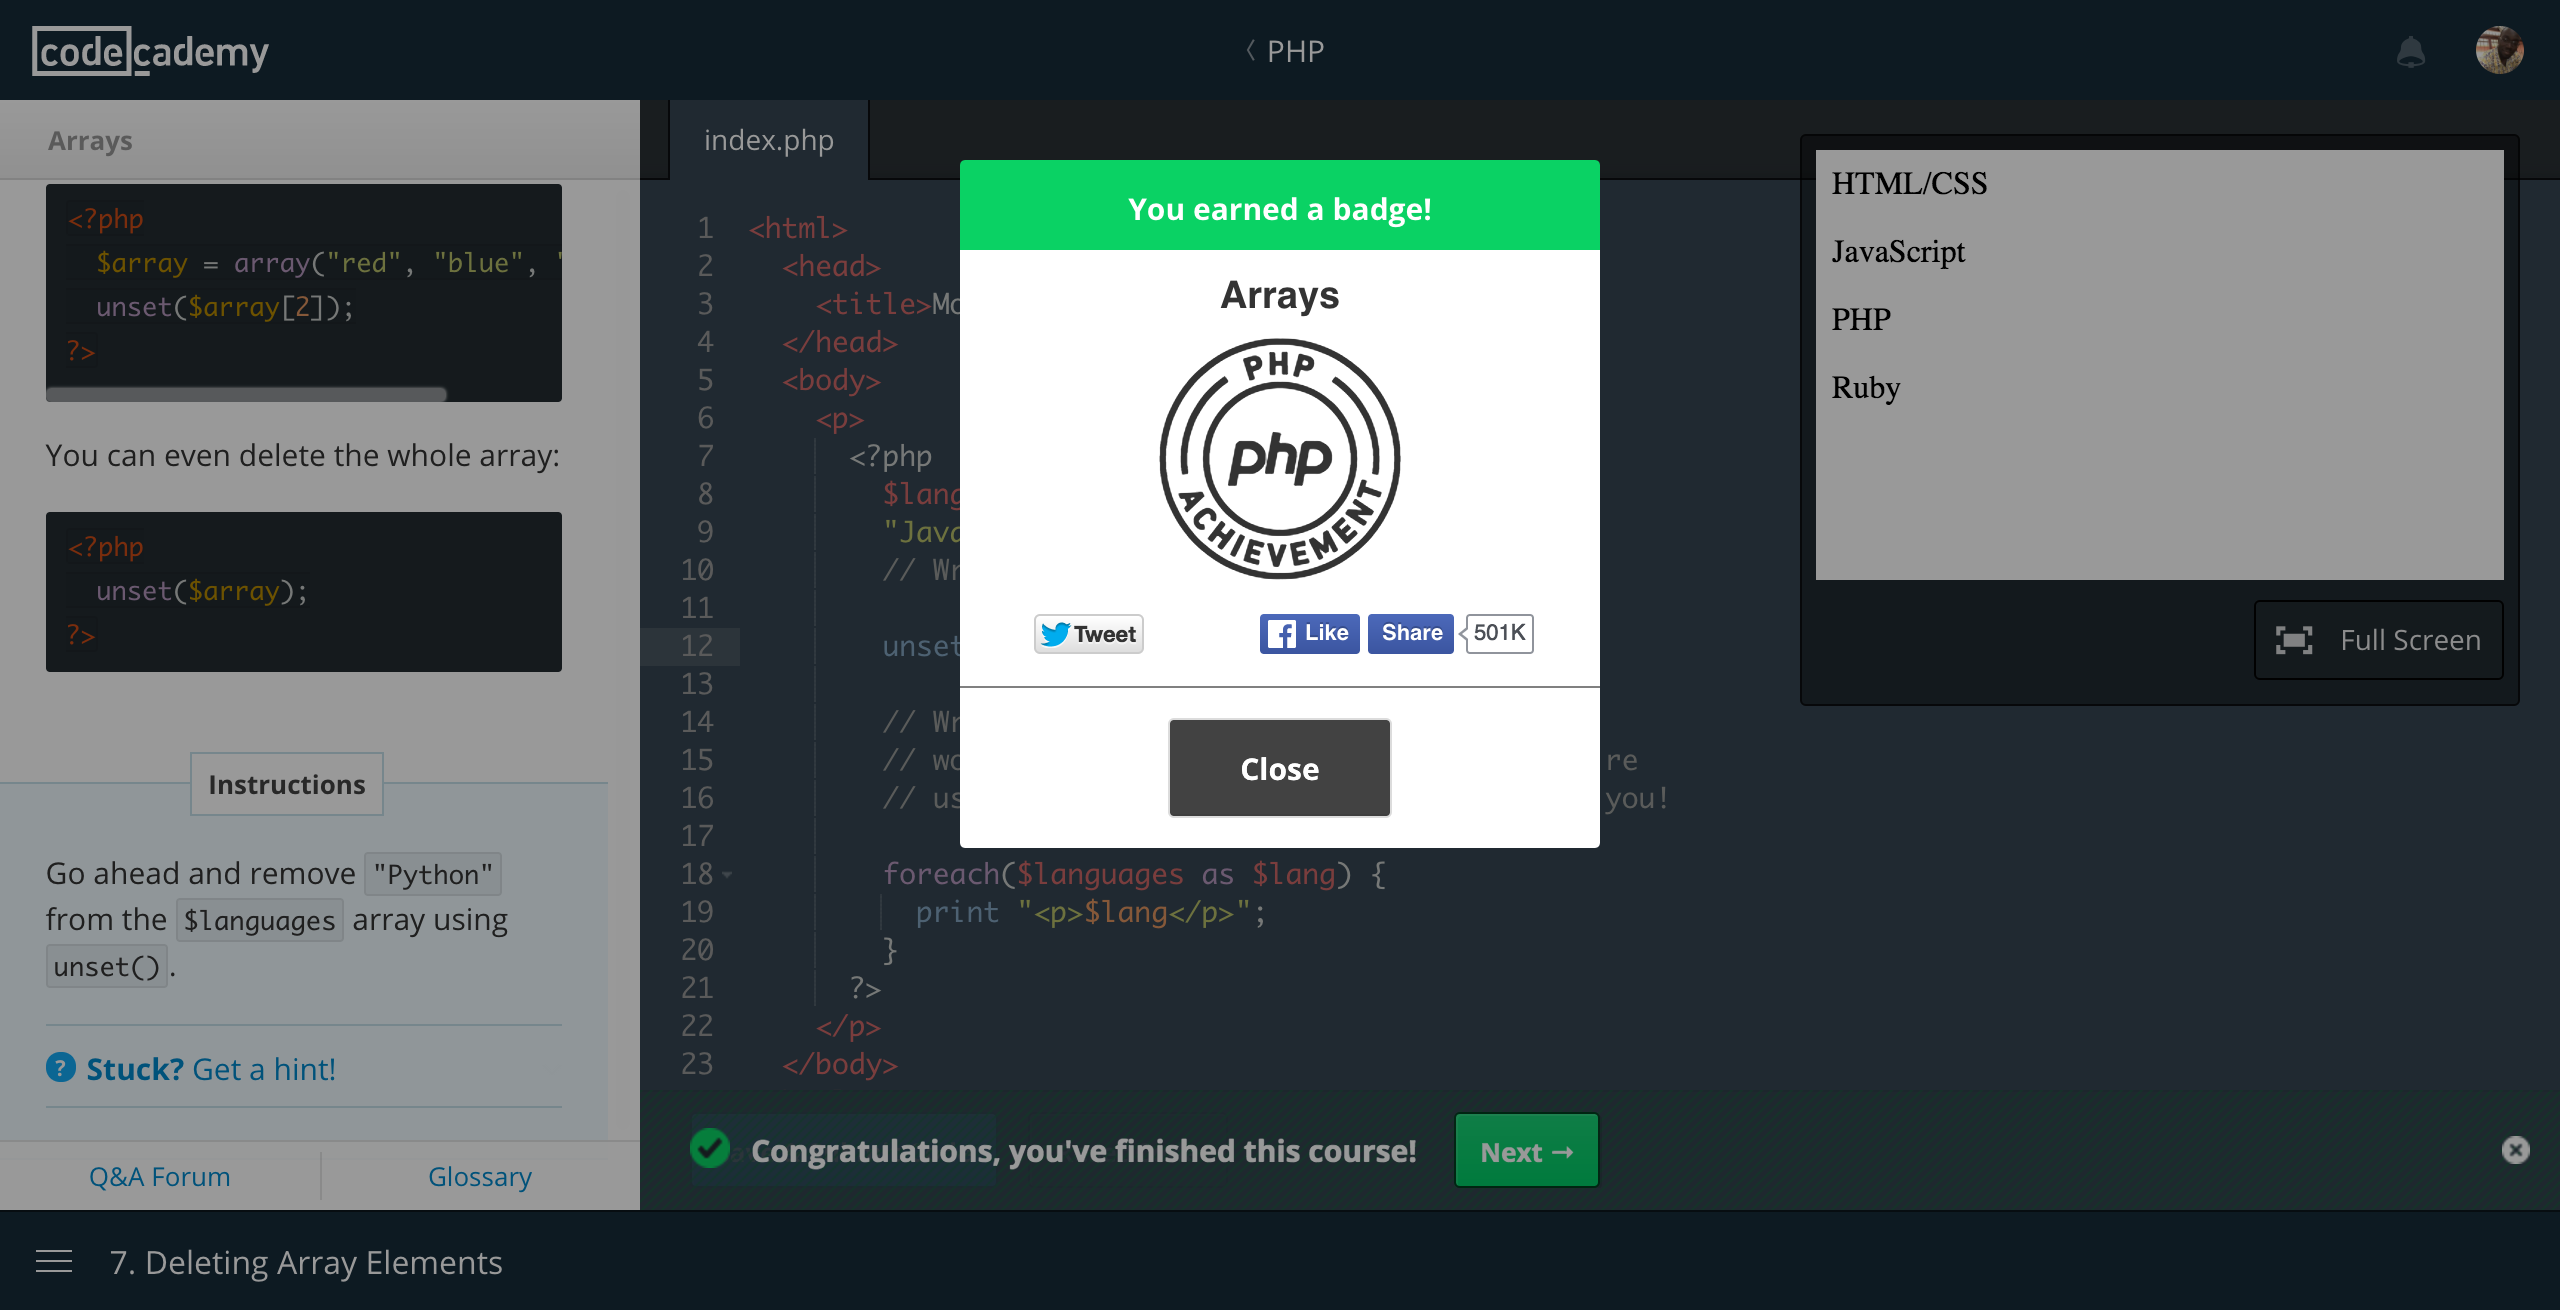 codecademy
PHP
Arrays
<?php
$array = array("red", "blue", "
unset($array[2]);
?>
You can even delete the whole array:
<?php
unset($array);
?>
Instructions
Go ahead and remove "Python"
from the $languages array using
unset().
? Stuck? Get a hint!
Q&A Forum
Glossary
index.php
1 <html>
2 <head>
3 <title>Mo
4 </head>
5 <body>
6 <p>
7 <?php
8 $lang
9 "Java
10 // Wr
11
12 unset
13
14 // Wr
15 // wo re
16 // us you!
17
18 foreach($languages as $lang) {
19 print "<p>$lang</p>";
20 }
21 ?>
22 </p>
23 </body>
You earned a badge!
Arrays
PHP
php
ACHIEVEMENT
Tweet
Like
Share
501K
Close
HTML/CSS
JavaScript
PHP
Ruby
Full Screen
Congratulations, you've finished this course!
Next →
7. Deleting Array Elements